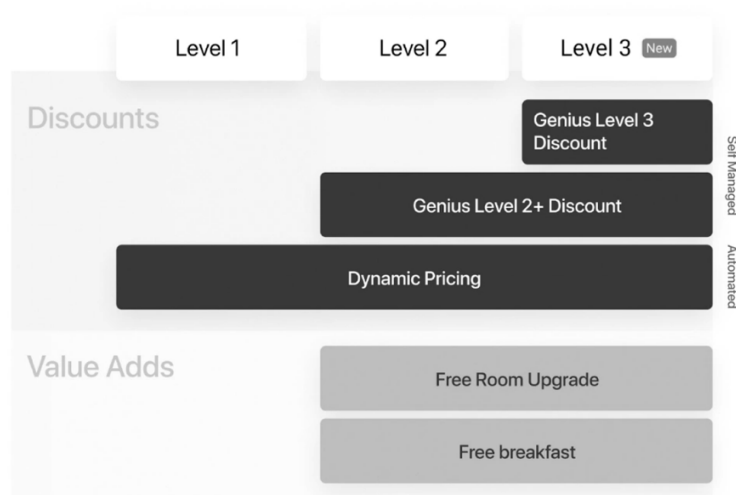 Level 1
Level 2
Level 3 New
Discounts
Genius Level 3
Discount
Self Managed
Genius Level 2+ Discount
Dynamic Pricing
Automated
Value Adds
Free Room Upgrade
Free breakfast